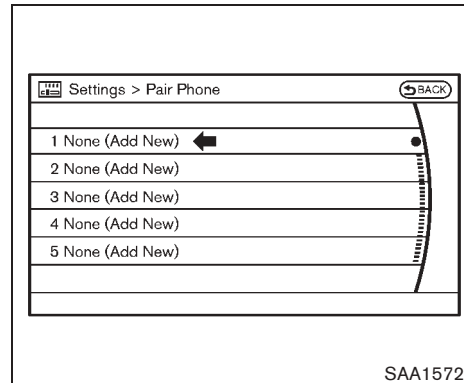 Settings > Pair Phone
BACK
1 None (Add New)
2 None (Add New)
3 None (Add New)
4 None (Add New)
5 None (Add New)
SAA1572